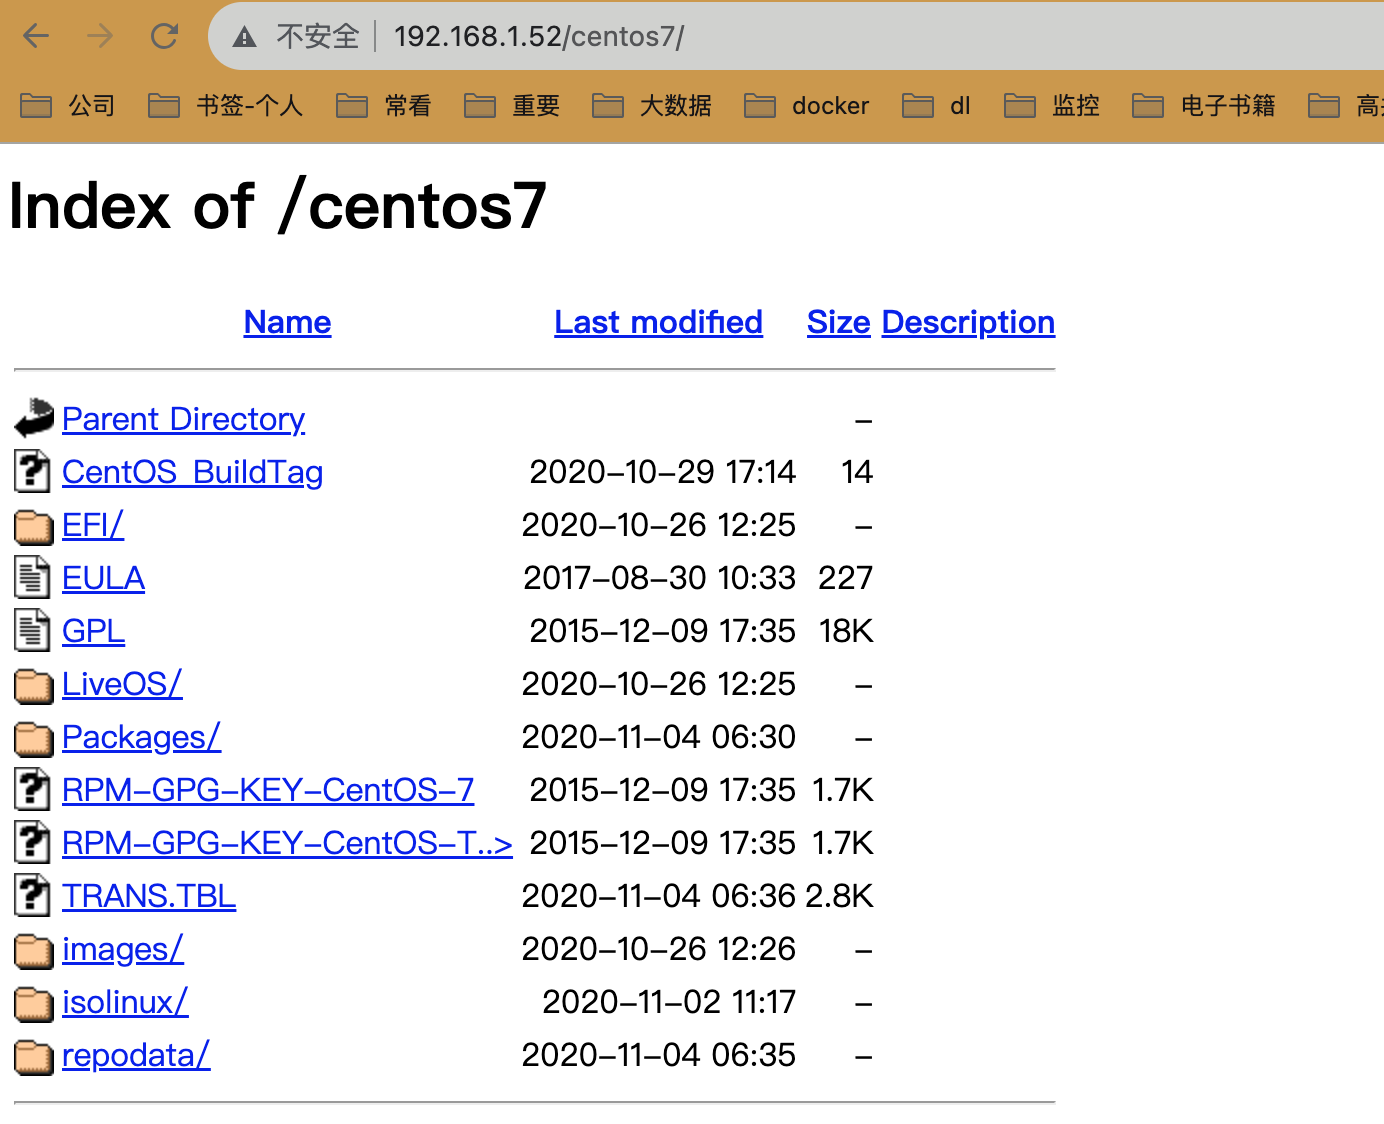 不安全 192.168.1.52/centos7/
公司 书签-个人 常看 重要 大数据 docker dl 监控 电子书籍
Index of /centos7
Name Last modified Size Description
Parent Directory –
CentOS_BuildTag 2020-10-29 17:14 14
EFI/ 2020-10-26 12:25 –
EULA 2017-08-30 10:33 227
GPL 2015-12-09 17:35 18K
LiveOS/ 2020-10-26 12:25 –
Packages/ 2020-11-04 06:30 –
RPM-GPG-KEY-CentOS-7 2015-12-09 17:35 1.7K
RPM-GPG-KEY-CentOS-T..> 2015-12-09 17:35 1.7K
TRANS.TBL 2020-11-04 06:36 2.8K
images/ 2020-10-26 12:26 –
isolinux/ 2020-11-02 11:17 –
repodata/ 2020-11-04 06:35 –